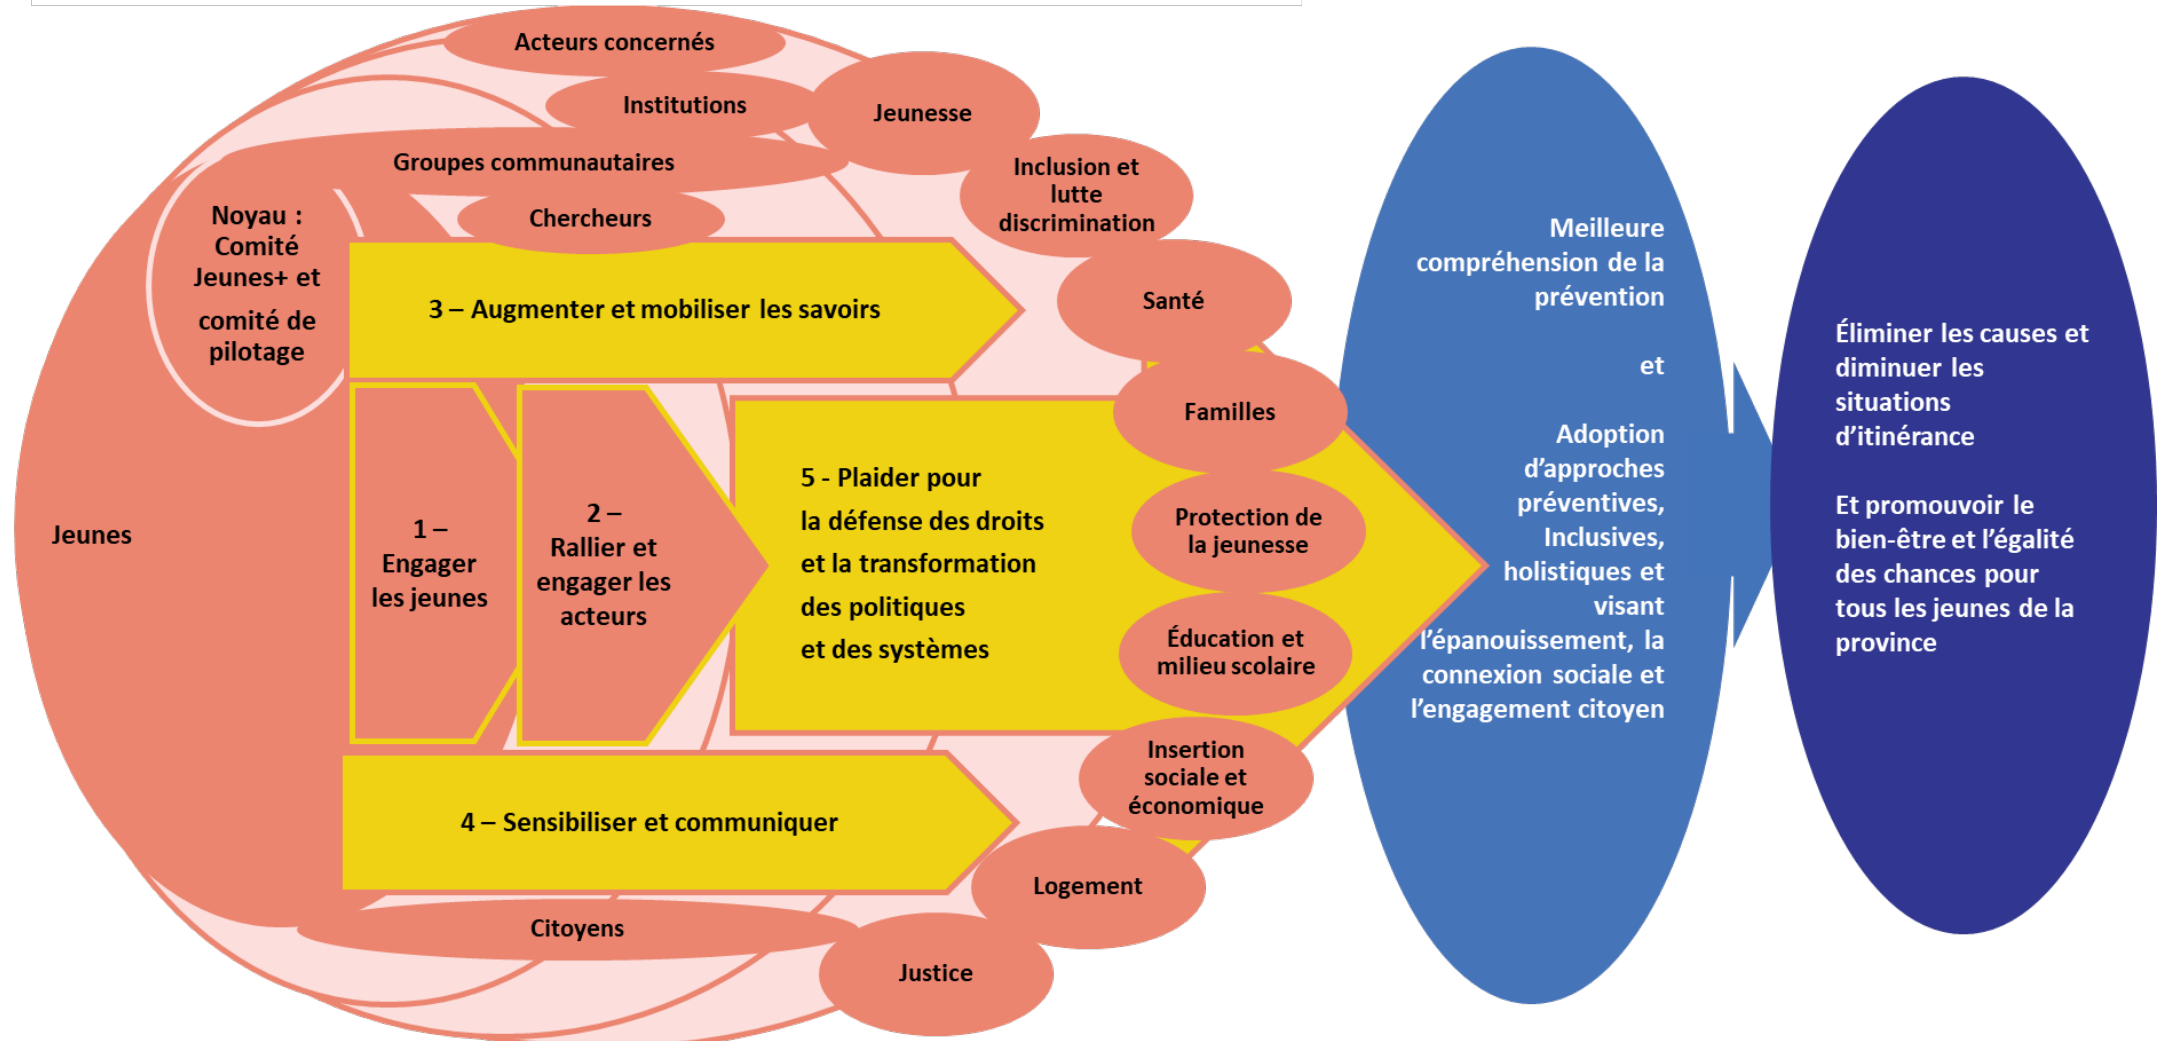 Acteurs concernés
Institutions
Groupes communautaires
Chercheurs
Noyau :
Comité
Jeunes+ et
comité de
pilotage
Jeunes
3 – Augmenter et mobiliser les savoirs
1 –
Engager
les jeunes
2 –
Rallier et
engager les
acteurs
5 - Plaider pour
la défense des droits
et la transformation
des politiques
et des systèmes
4 – Sensibiliser et communiquer
Citoyens
Jeunesse
Inclusion et
lutte
discrimination
Santé
Familles
Protection de
la jeunesse
Éducation et
milieu scolaire
Insertion
sociale et
économique
Logement
Justice
Meilleure
compréhension de la
prévention
et
Adoption
d’approches
préventives,
Inclusives,
holistiques et
visant
l’épanouissement, la
connexion sociale et
l’engagement citoyen
Éliminer les causes et
diminuer les
situations
d’itinérance
Et promouvoir le
bien-être et l’égalité
des chances pour
tous les jeunes de la
province